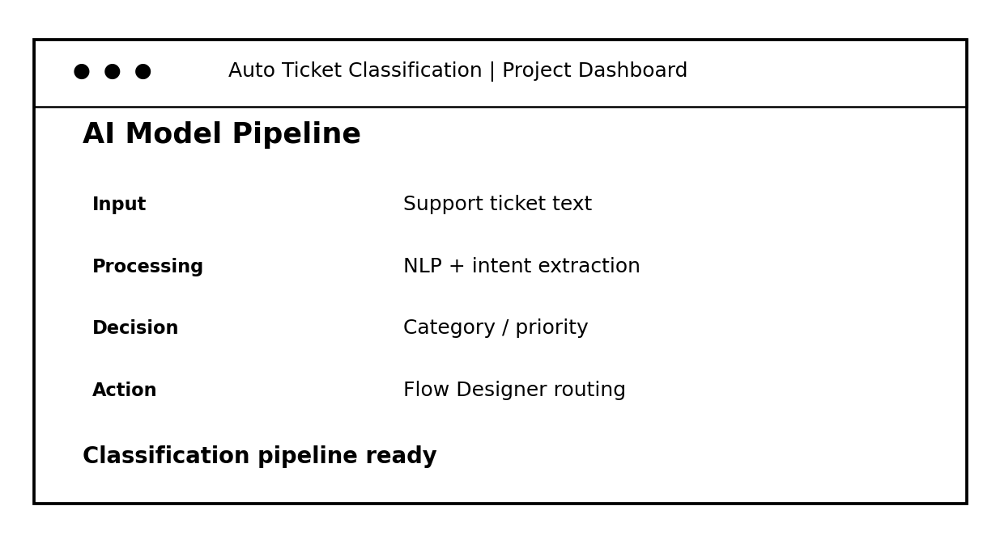 Auto Ticket Classification | Project Dashboard
AI Model Pipeline
Input Support ticket text
Processing NLP + intent extraction
Decision Category / priority
Action Flow Designer routing
Classification pipeline ready